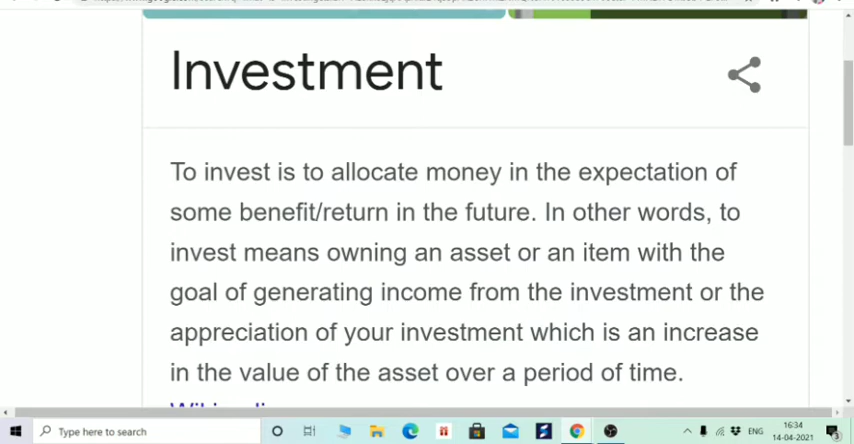 Investment
To invest is to allocate money in the expectation of
some benefit/return in the future. In other words, to
invest means owning an asset or an item with the
goal of generating income from the investment or the
appreciation of your investment which is an increase
in the value of the asset over a period of time.
Type here to search
ENG
16:34
14-04-2021
3